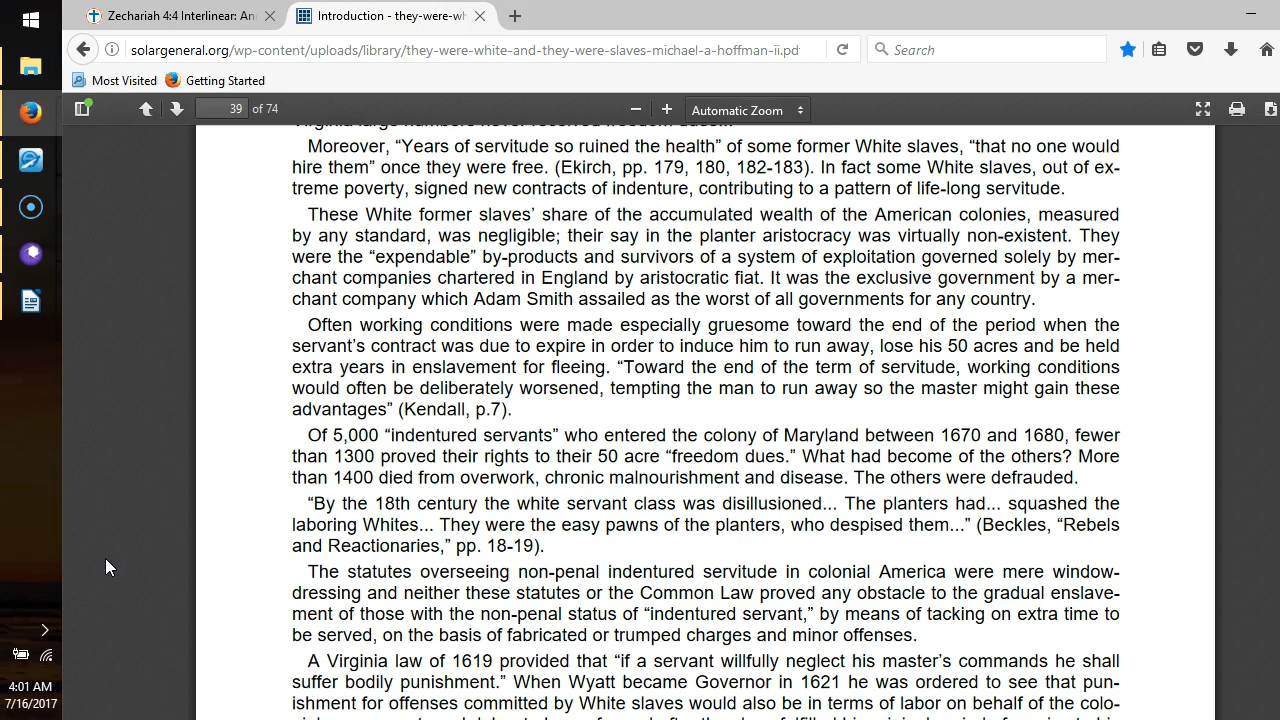 Zechariah 4:4 Interlinear: An
Introduction - they-were-wh
solargeneral.org/wp-content/uploads/library/they-were-white-and-they-were-slaves-michael-a-hoffman-ii.pd
Search
Most Visited
Getting Started
39 of 74
Automatic Zoom
Moreover, “Years of servitude so ruined the health” of some former White slaves, “that no one would
hire them” once they were free. (Ekirch, pp. 179, 180, 182-183). In fact some White slaves, out of ex-
treme poverty, signed new contracts of indenture, contributing to a pattern of life-long servitude.
These White former slaves’ share of the accumulated wealth of the American colonies, measured
by any standard, was negligible; their say in the planter aristocracy was virtually non-existent. They
were the “expendable” by-products and survivors of a system of exploitation governed solely by mer-
chant companies chartered in England by aristocratic fiat. It was the exclusive government by a mer-
chant company which Adam Smith assailed as the worst of all governments for any country.
Often working conditions were made especially gruesome toward the end of the period when the
servant’s contract was due to expire in order to induce him to run away, lose his 50 acres and be held
extra years in enslavement for fleeing. “Toward the end of the term of servitude, working conditions
would often be deliberately worsened, tempting the man to run away so the master might gain these
advantages” (Kendall, p.7).
Of 5,000 “indentured servants” who entered the colony of Maryland between 1670 and 1680, fewer
than 1300 proved their rights to their 50 acre “freedom dues.” What had become of the others? More
than 1400 died from overwork, chronic malnourishment and disease. The others were defrauded.
“By the 18th century the white servant class was disillusioned... The planters had... squashed the
laboring Whites... They were the easy pawns of the planters, who despised them...” (Beckles, “Rebels
and Reactionaries,” pp. 18-19).
The statutes overseeing non-penal indentured servitude in colonial America were mere window-
dressing and neither these statutes or the Common Law proved any obstacle to the gradual enslave-
ment of those with the non-penal status of “indentured servant,” by means of tacking on extra time to
be served, on the basis of fabricated or trumped charges and minor offenses.
A Virginia law of 1619 provided that “if a servant willfully neglect his master’s commands he shall
suffer bodily punishment.” When Wyatt became Governor in 1621 he was ordered to see that pun-
ishment for offenses committed by White slaves would also be in terms of labor on behalf of the colo-
4:01 AM
7/16/2017